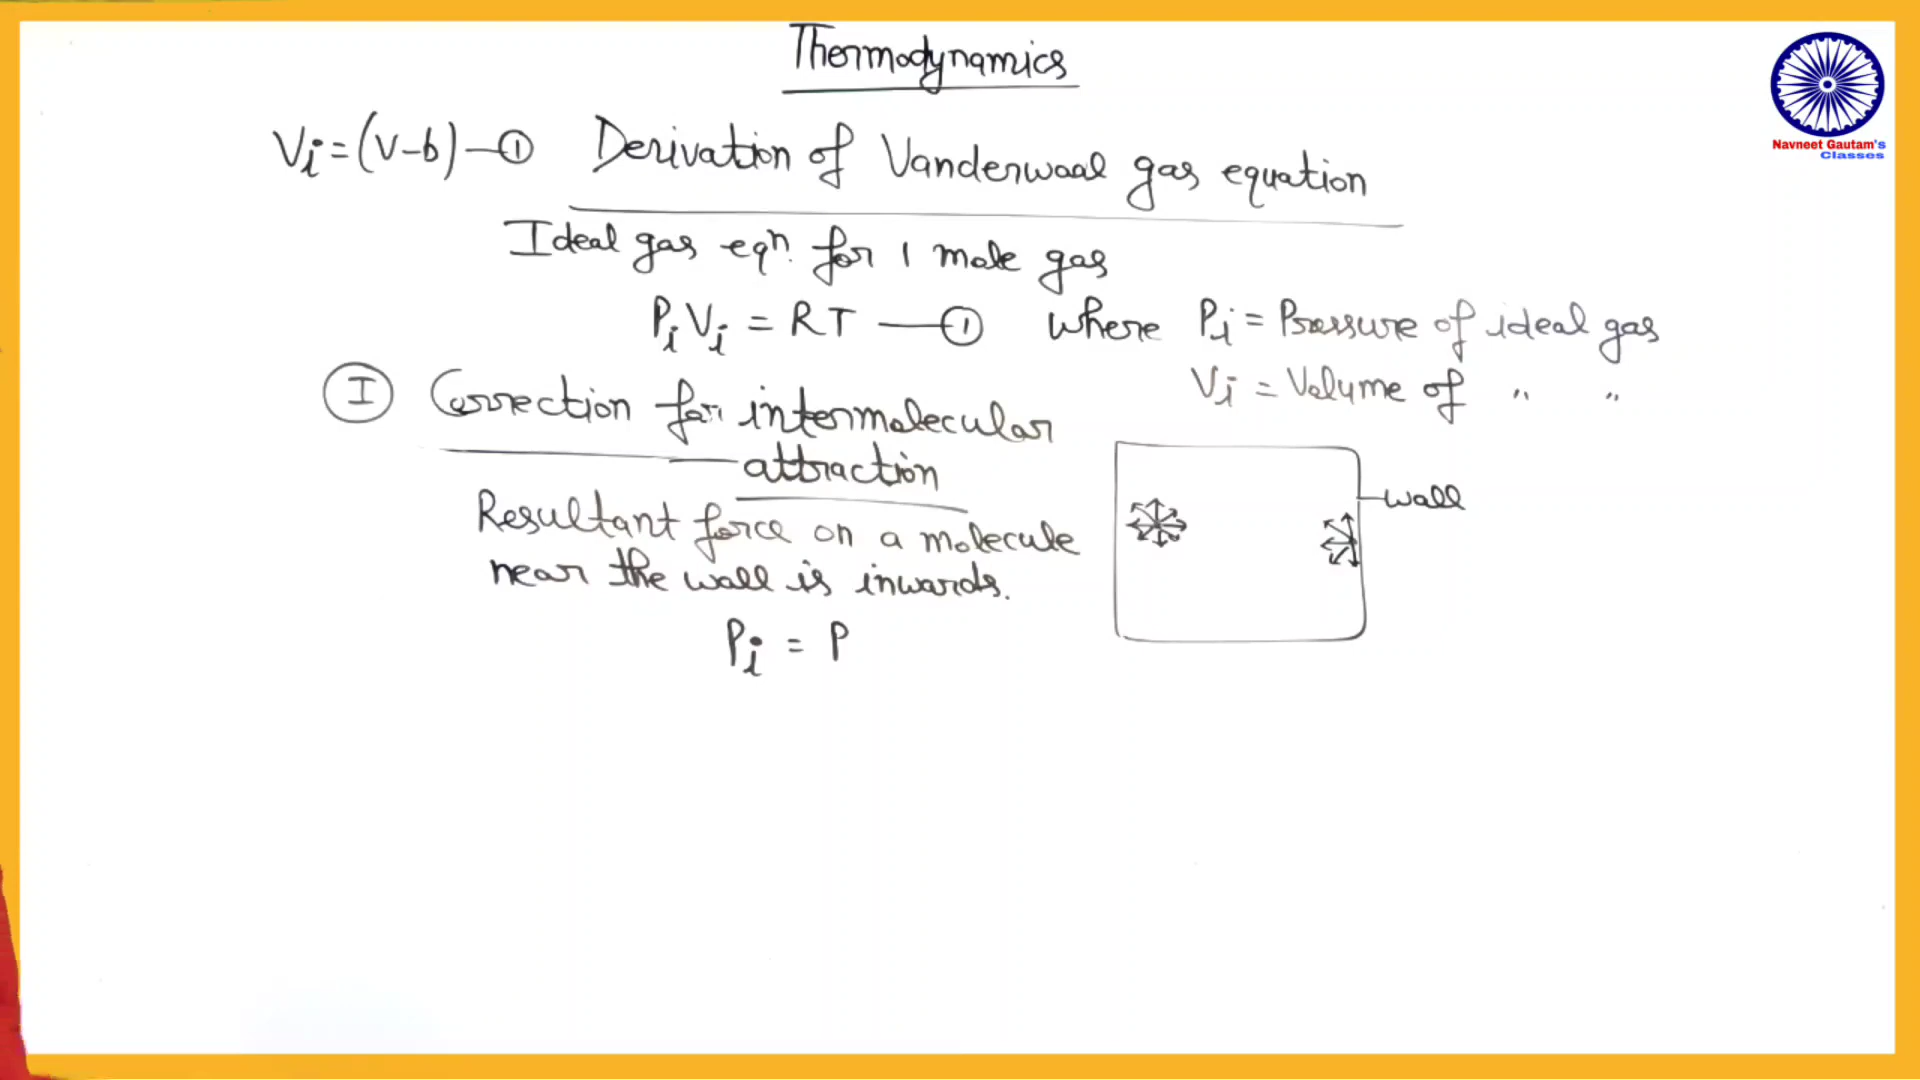 Thermodynamics
Navneet Gautam's
Classes
Vi = (V-b) — ①
Derivation of Vanderwaal gas equation
Ideal gas eqⁿ. for 1 mole gas
PiVi = RT — ① where Pi = Pressure of ideal gas
Vi = Volume of " "
Ⓘ Correction for intermolecular
attraction
wall
Resultant force on a molecule
near the wall is inwards.
Pi = P